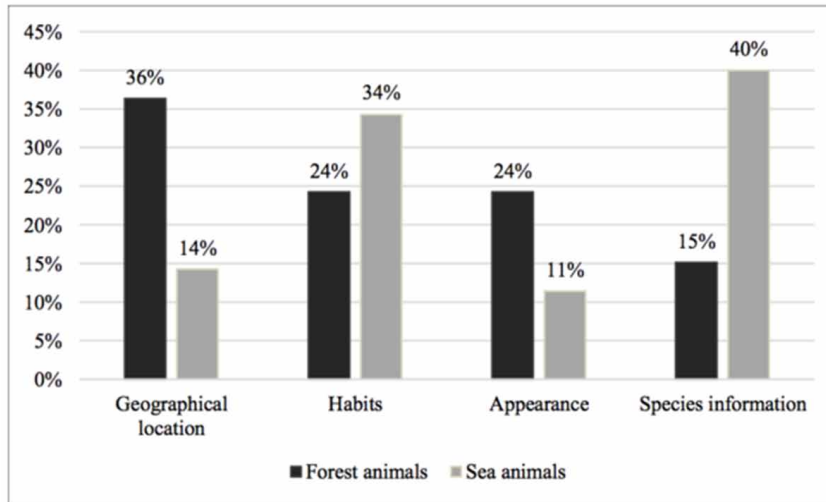 45%
40%
35%
30%
25%
20%
15%
10%
5%
0%
36%
14%
24%
34%
24%
11%
15%
40%
Geographical
location
Habits
Appearance
Species information
Forest animals
Sea animals